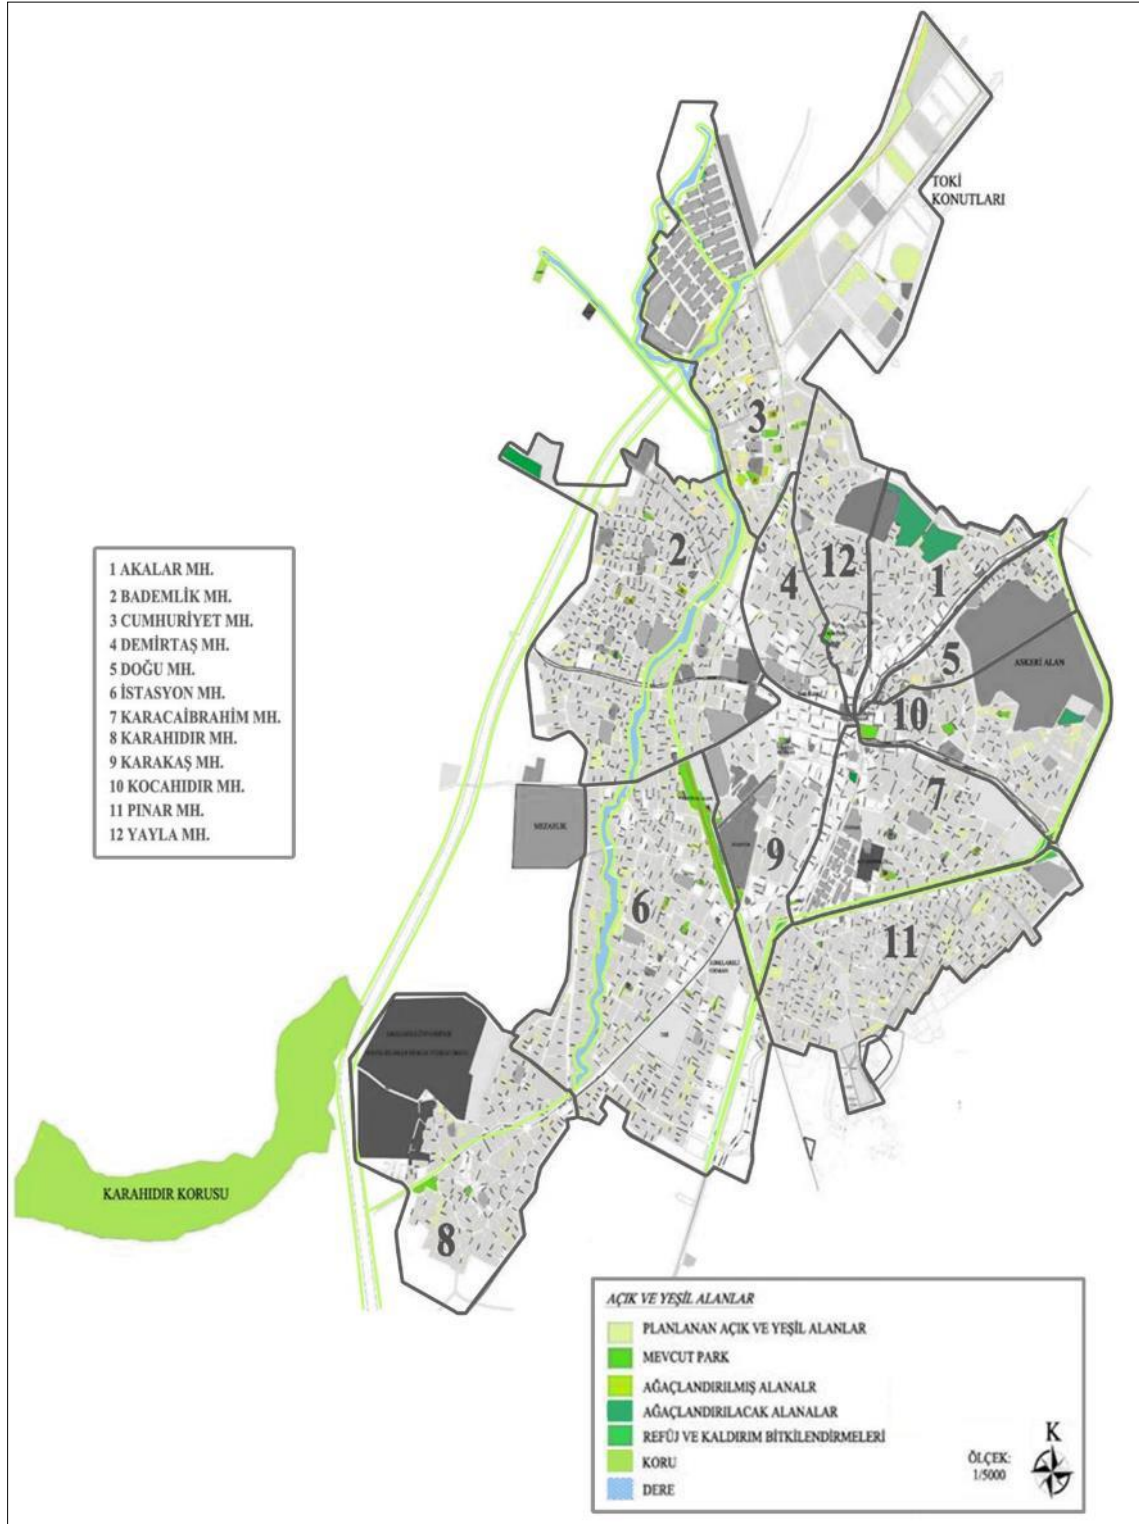 TOKİ
KONUTLARI
3
2
4
12
1
5
ASKERİ ALAN
10
7
9
6
11
8
MEZARLIK
KARAHIDIR KORUSU
1 AKALAR MH.
2 BADEMLİK MH.
3 CUMHURİYET MH.
4 DEMİRTAŞ MH.
5 DOĞU MH.
6 İSTASYON MH.
7 KARACAİBRAHİM MH.
8 KARAHIDIR MH.
9 KARAKAŞ MH.
10 KOCAHIDIR MH.
11 PINAR MH.
12 YAYLA MH.
AÇIK VE YEŞİL ALANLAR
PLANLANAN AÇIK VE YEŞİL ALANLAR
MEVCUT PARK
AĞAÇLANDIRILMIŞ ALANALR
AĞAÇLANDIRILACAK ALANALAR
REFÜJ VE KALDIRIM BİTKİLENDİRMELERİ
KORU
DERE
K
ÖLÇEK:
1/5000